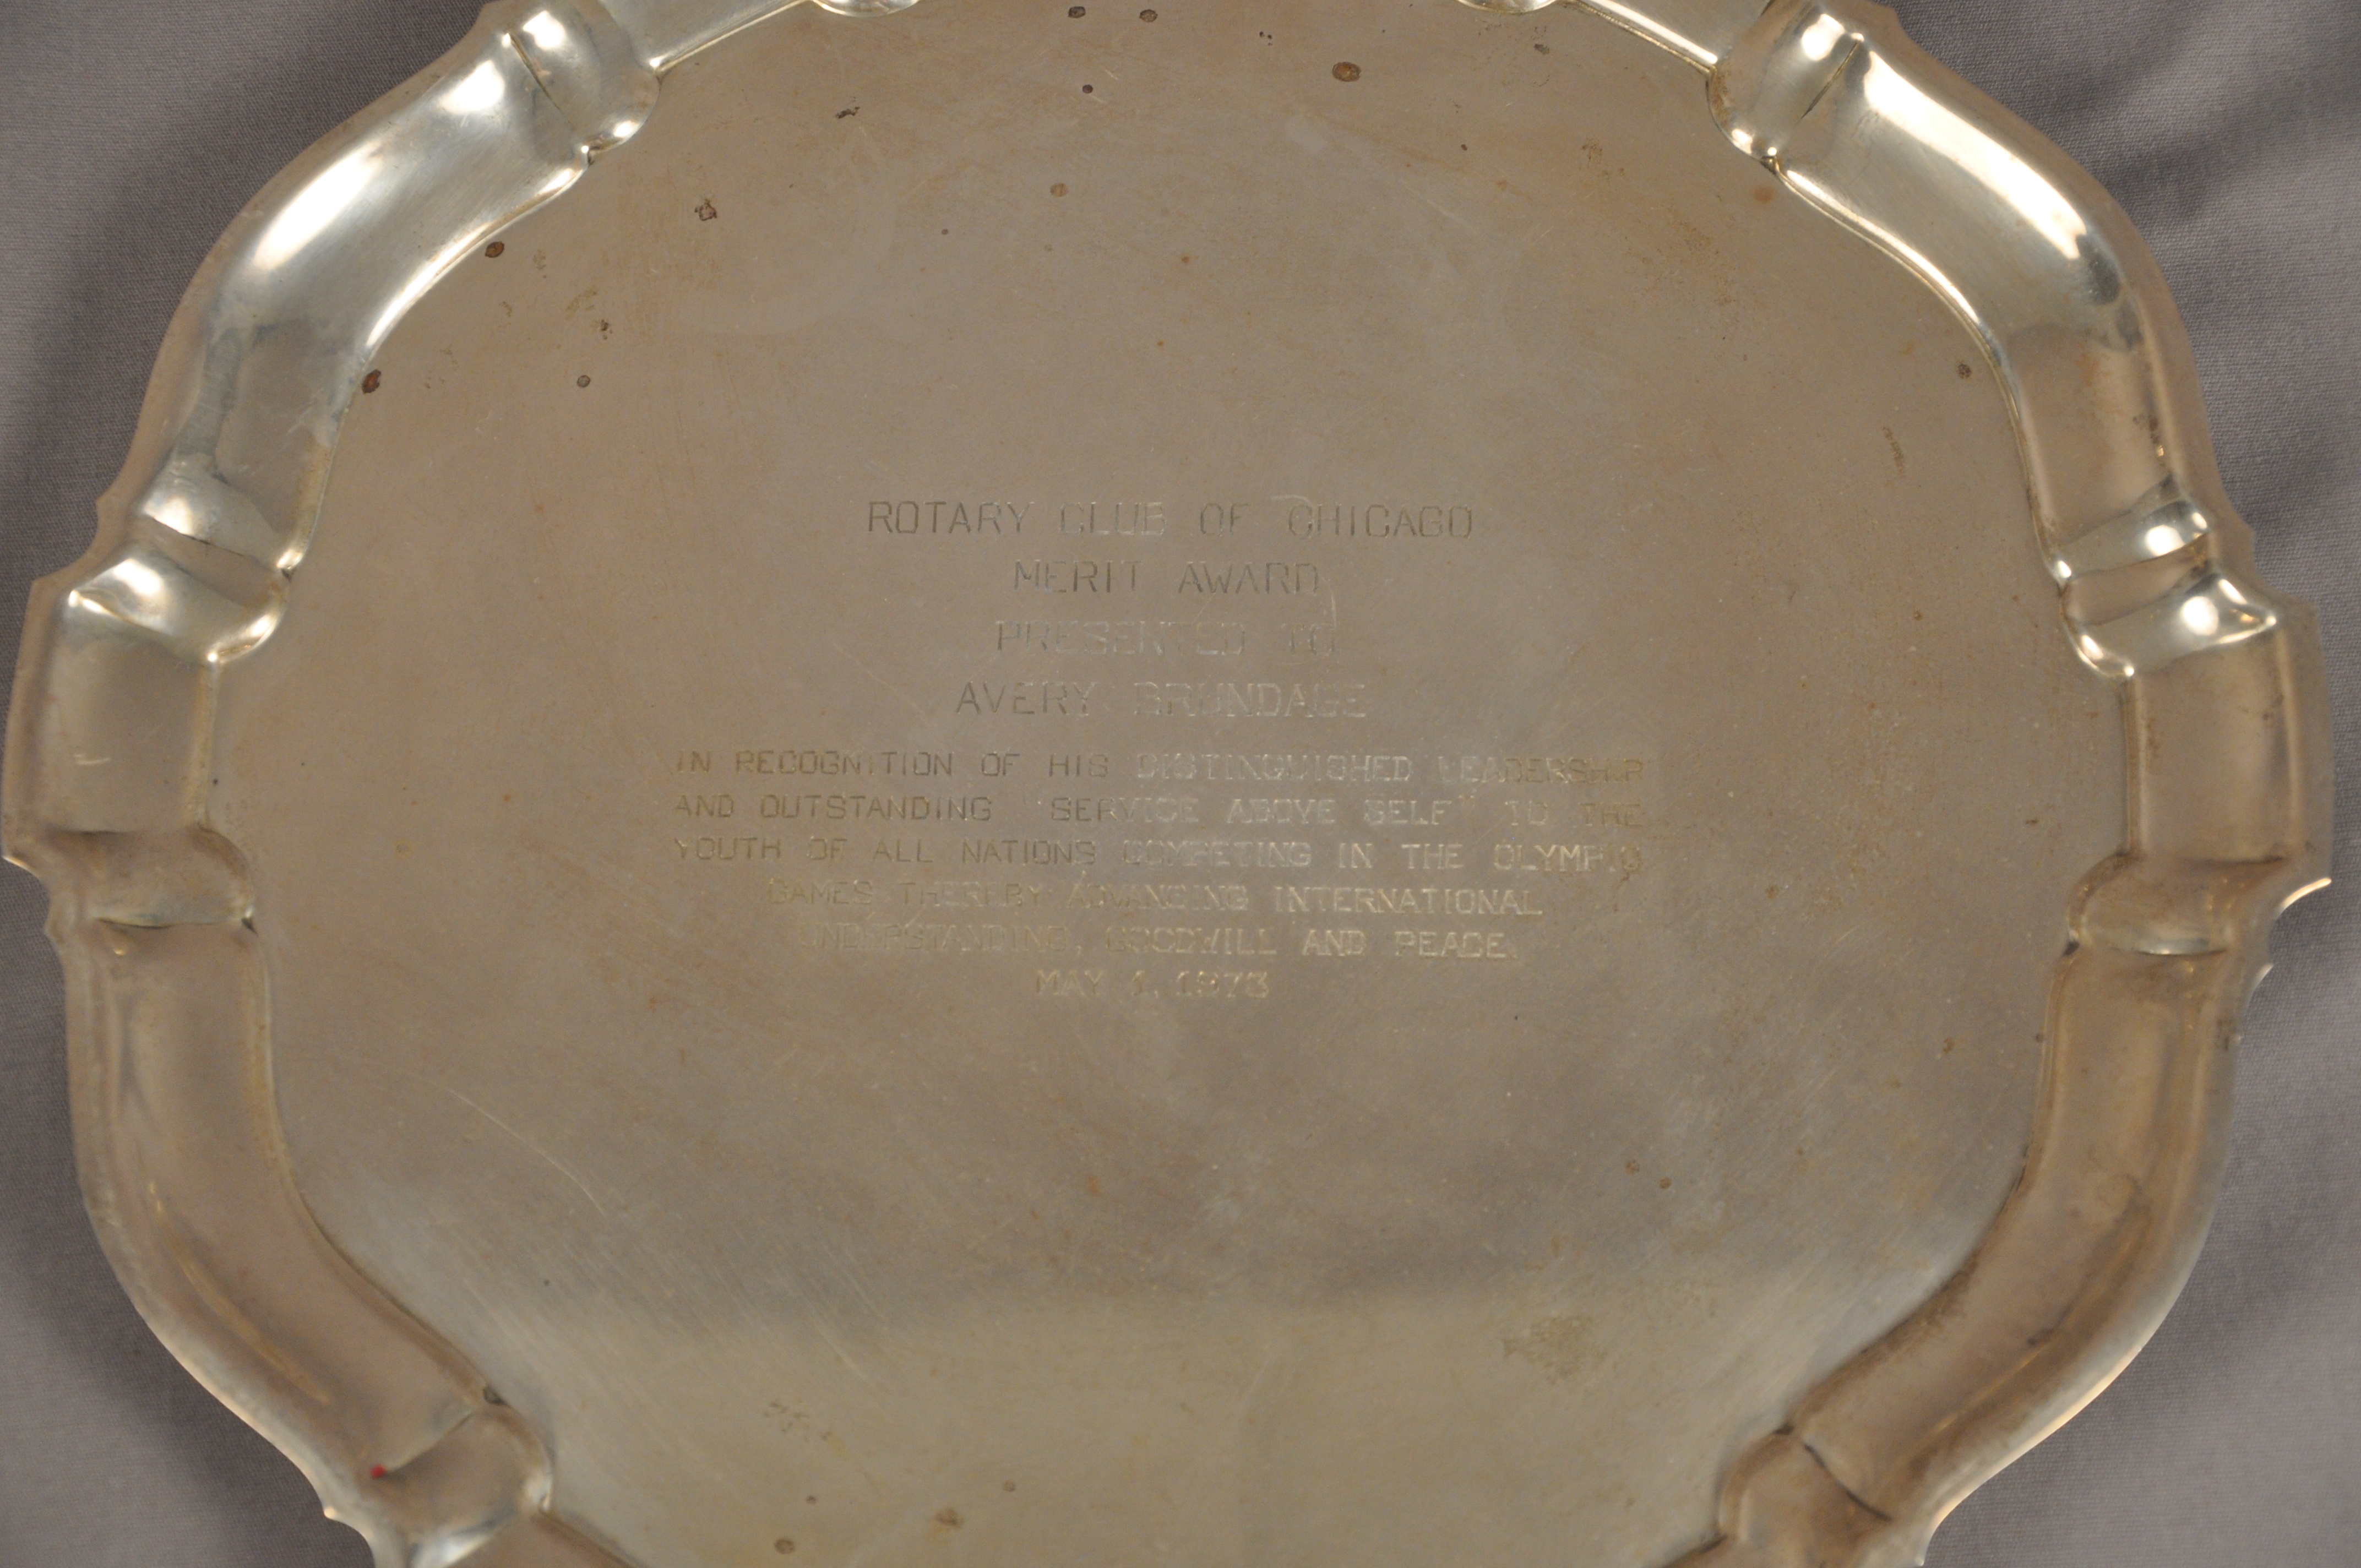 ROTARY CLUB OF CHICAGO
MERIT AWARD
PRESENTED TO
AVERY BRUNDAGE
IN RECOGNITION OF HIS DISTINGUISHED LEADERSHIP
AND OUTSTANDING "SERVICE ABOVE SELF" TO THE
YOUTH OF ALL NATIONS COMPETING IN THE OLYMPIC
GAMES THEREBY ADVANCING INTERNATIONAL
UNDERSTANDING, GOODWILL AND PEACE.
MAY 1, 1973